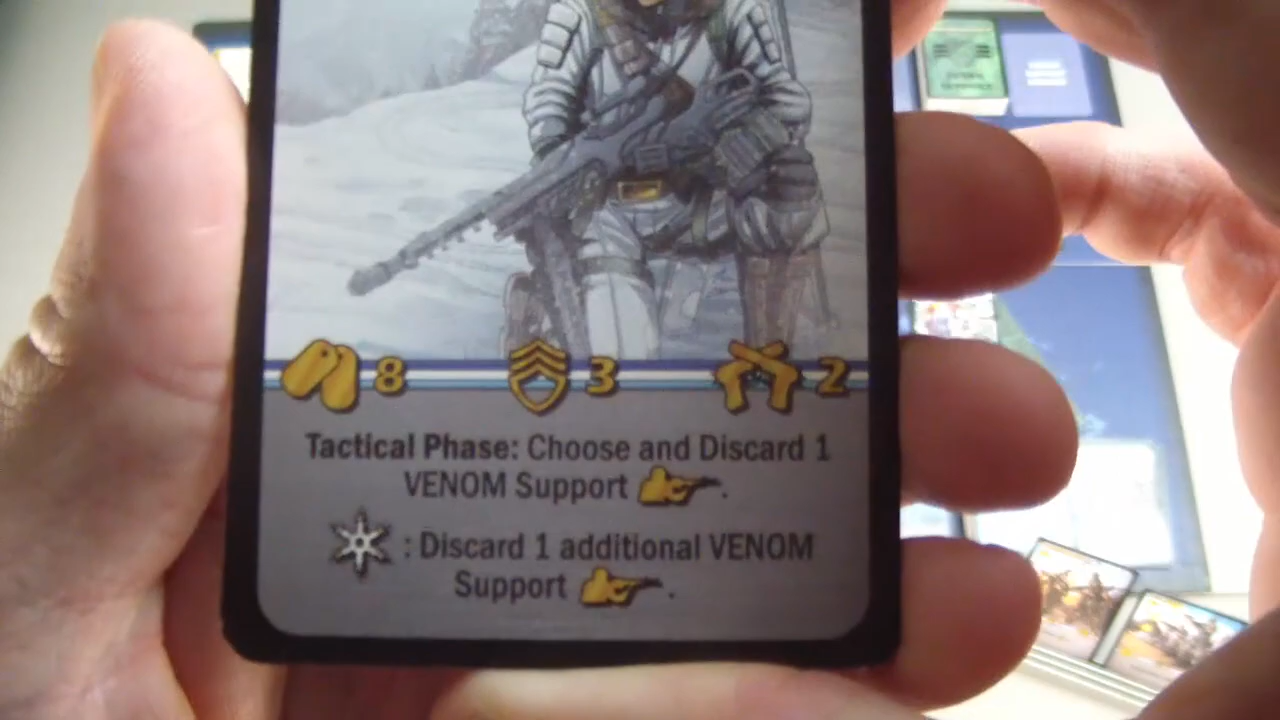 8 3 2
Tactical Phase: Choose and Discard 1
VENOM Support .
: Discard 1 additional VENOM
Support .